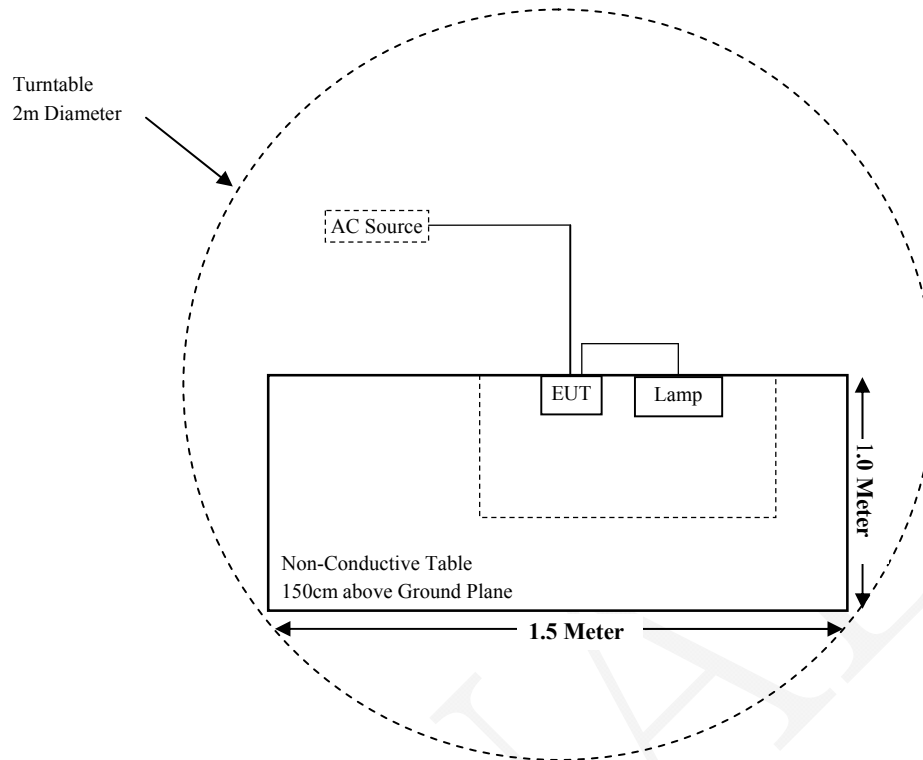 Turntable
2m Diameter
AC Source
EUT
Lamp
1.0 Meter
Non-Conductive Table
150cm above Ground Plane
1.5 Meter